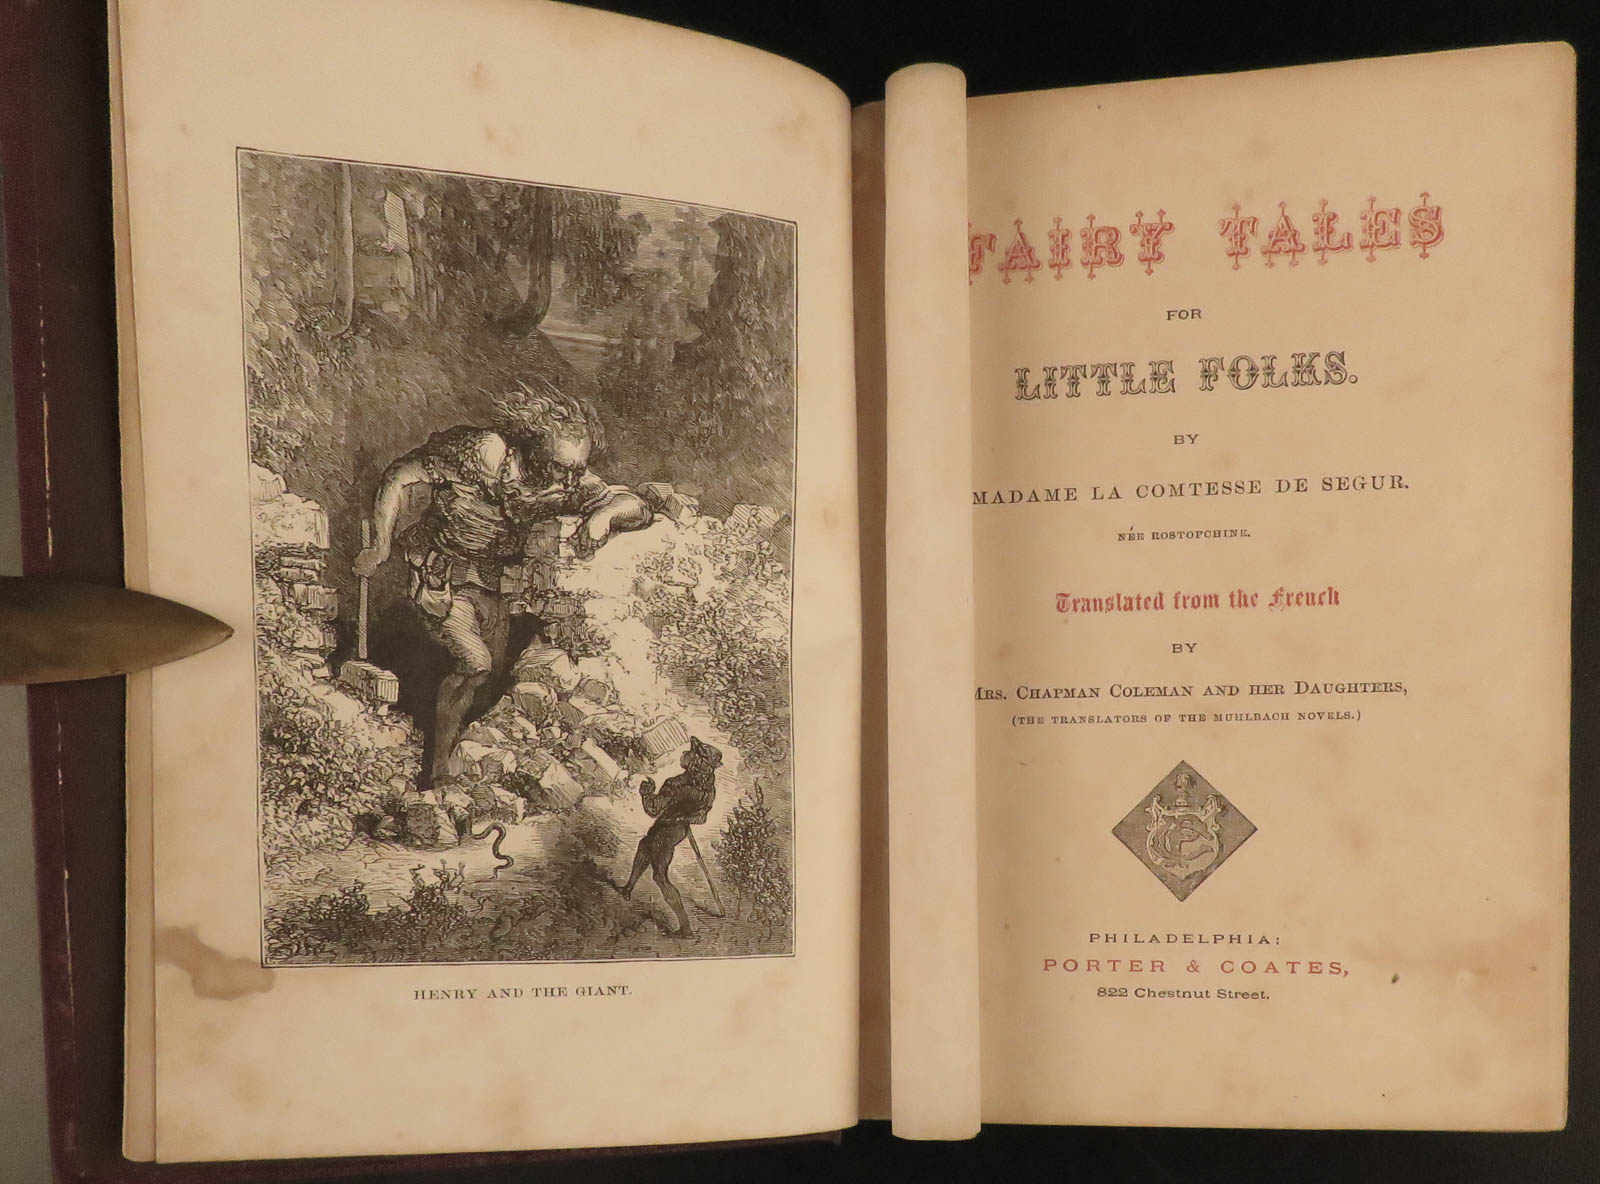 HENRY AND THE GIANT.
FAIRY TALES
FOR
LITTLE FOLKS.
BY
MADAME LA COMTESSE DE SEGUR.
NÉE ROSTOPCHINE.
Translated from the French
BY
MRS. CHAPMAN COLEMAN AND HER DAUGHTERS,
(THE TRANSLATORS OF THE MUHLBACH NOVELS.)
PHILADELPHIA:
PORTER & COATES,
822 Chestnut Street.